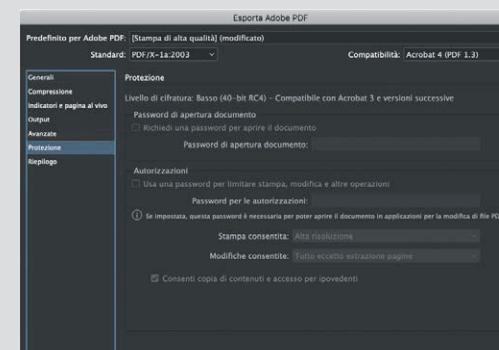 Esporta Adobe PDF
Predefinito per Adobe PDF: [Stampa di alta qualità] (modificato)
Standard: PDF/X-1a:2003 Compatibilità: Acrobat 4 (PDF 1.3)
Generali
Compressione
Indicatori e pagina al vivo
Output
Avanzate
Protezione
Riepilogo
Protezione
Livello di cifratura: Basso (40-bit RC4) - Compatibile con Acrobat 3 e versioni successive
Password di apertura documento
Richiedi una password per aprire il documento
Password di apertura documento:
Autorizzazioni
Usa una password per limitare stampa, modifica e altre operazioni
Password per le autorizzazioni:
Se impostata, questa password è necessaria per poter aprire il documento in applicazioni per la modifica di file PD
Stampa consentita: Alta risoluzione
Modifiche consentite: Tutto eccetto estrazione pagine
Consenti copia di contenuti e accesso per ipovedenti